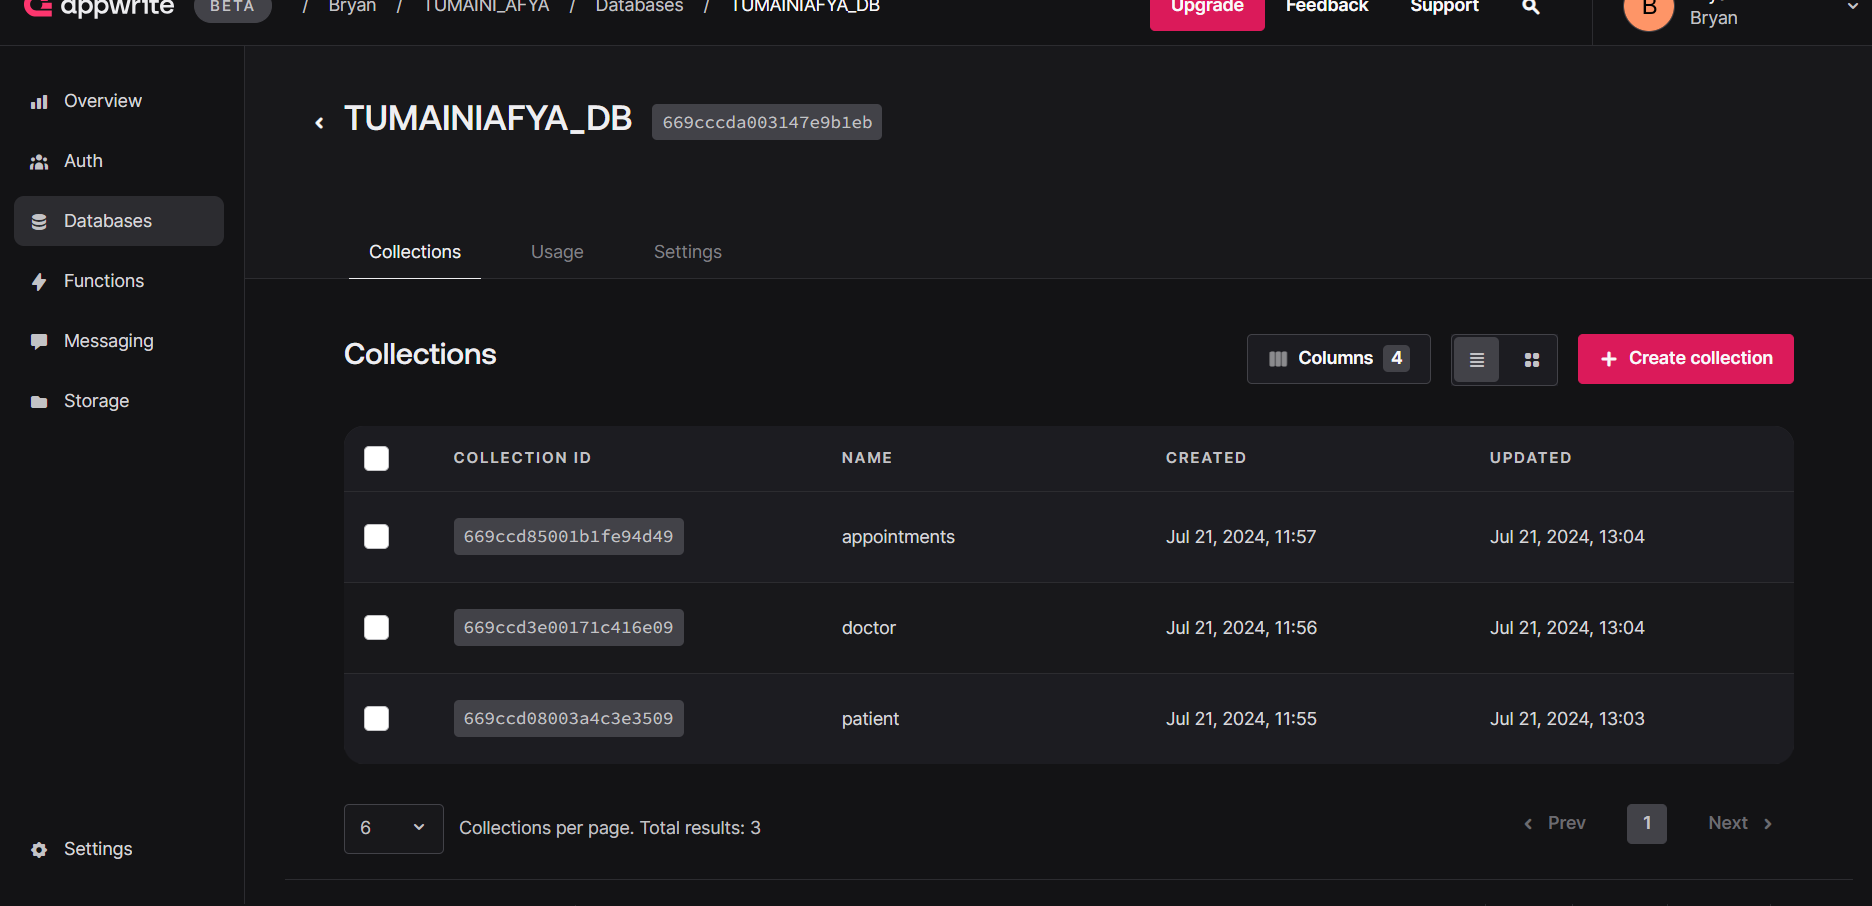 appwrite BETA / Bryan / TUMAINI_AFYA / Databases / TUMAINIAFYA_DB Upgrade Feedback Support B Bryan
Overview
Auth
Databases
Functions
Messaging
Storage
Settings
TUMAINIAFYA_DB 669cccda003147e9b1eb
Collections Usage Settings
Collections Columns 4 Create collection
COLLECTION ID NAME CREATED UPDATED
669ccd85001b1fe94d49 appointments Jul 21, 2024, 11:57 Jul 21, 2024, 13:04
669ccd3e00171c416e09 doctor Jul 21, 2024, 11:56 Jul 21, 2024, 13:04
669ccd08003a4c3e3509 patient Jul 21, 2024, 11:55 Jul 21, 2024, 13:03
6 Collections per page. Total results: 3 Prev 1 Next